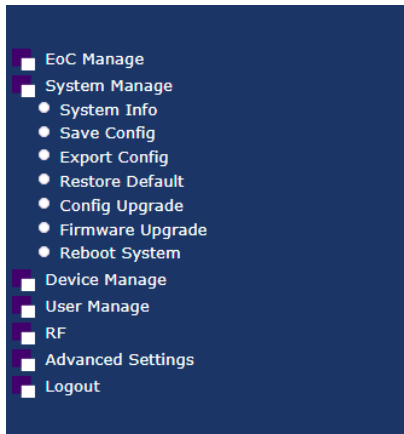 EoC Manage
System Manage
System Info
Save Config
Export Config
Restore Default
Config Upgrade
Firmware Upgrade
Reboot System
Device Manage
User Manage
RF
Advanced Settings
Logout